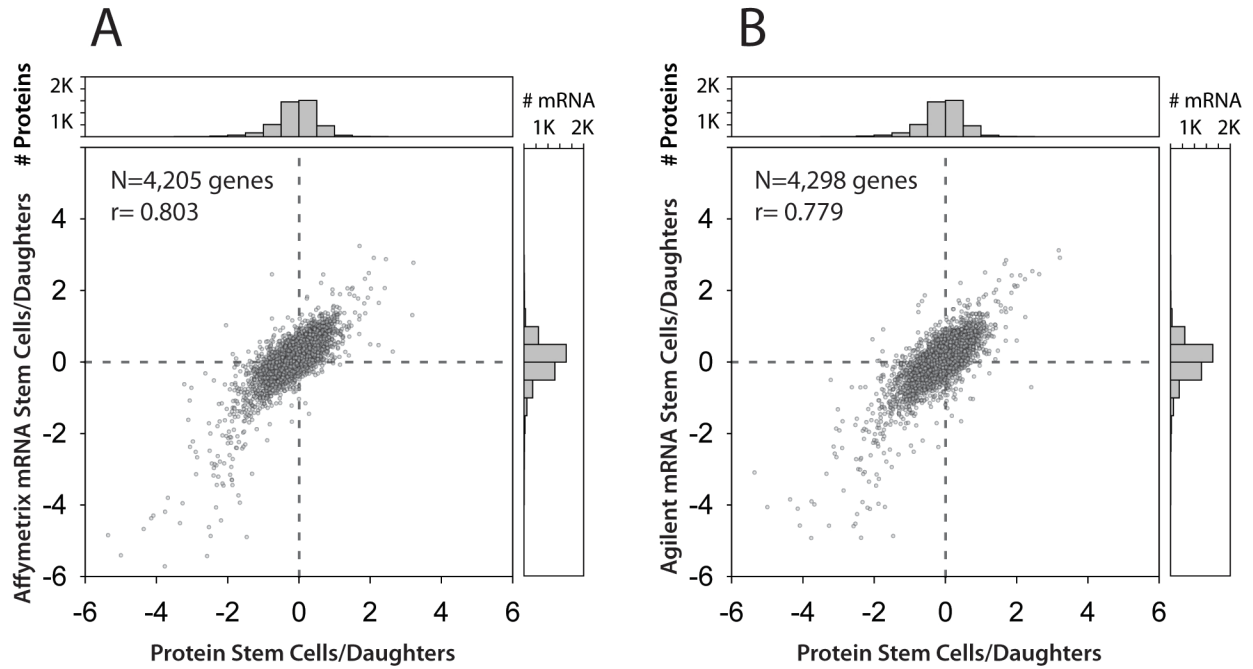 A
2K
1K
# Proteins
# mRNA
1K 2K
N=4,205 genes
r= 0.803
Affymetrix mRNA Stem Cells/Daughters
4
2
0
-2
-4
-6
-6 -4 -2 0 2 4 6
Protein Stem Cells/Daughters
B
2K
1K
# Proteins
# mRNA
1K 2K
N=4,298 genes
r= 0.779
Agilent mRNA Stem Cells/Daughters
4
2
0
-2
-4
-6
-6 -4 -2 0 2 4 6
Protein Stem Cells/Daughters